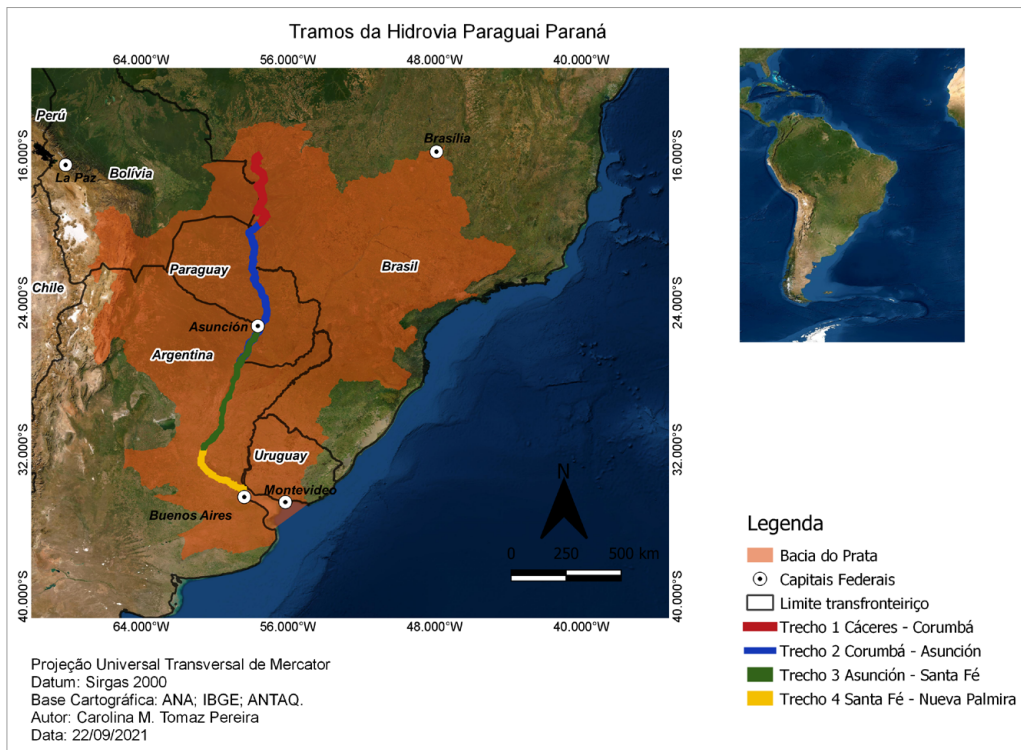 Tramos da Hidrovia Paraguai Paraná
64.000°W 56.000°W 48.000°W 40.000°W
16.000°S
24.000°S
32.000°S
40.000°S
16.000°S
24.000°S
32.000°S
40.000°S
Perú
La Paz
Bolívia
Brasília
Paraguay
Brasil
Chile
Asunción
Argentina
Uruguay
Montevideo
Buenos Aires
N
0 250 500 km
64.000°W 56.000°W 48.000°W 40.000°W
Legenda
Bacia do Prata
Capitais Federais
Limite transfronteiriço
Trecho 1 Cáceres - Corumbá
Trecho 2 Corumbá - Asunción
Trecho 3 Asunción - Santa Fé
Trecho 4 Santa Fé - Nueva Palmira
Projeção Universal Transversal de Mercator
Datum: Sirgas 2000
Base Cartográfica: ANA; IBGE; ANTAQ.
Autor: Carolina M. Tomaz Pereira
Data: 22/09/2021